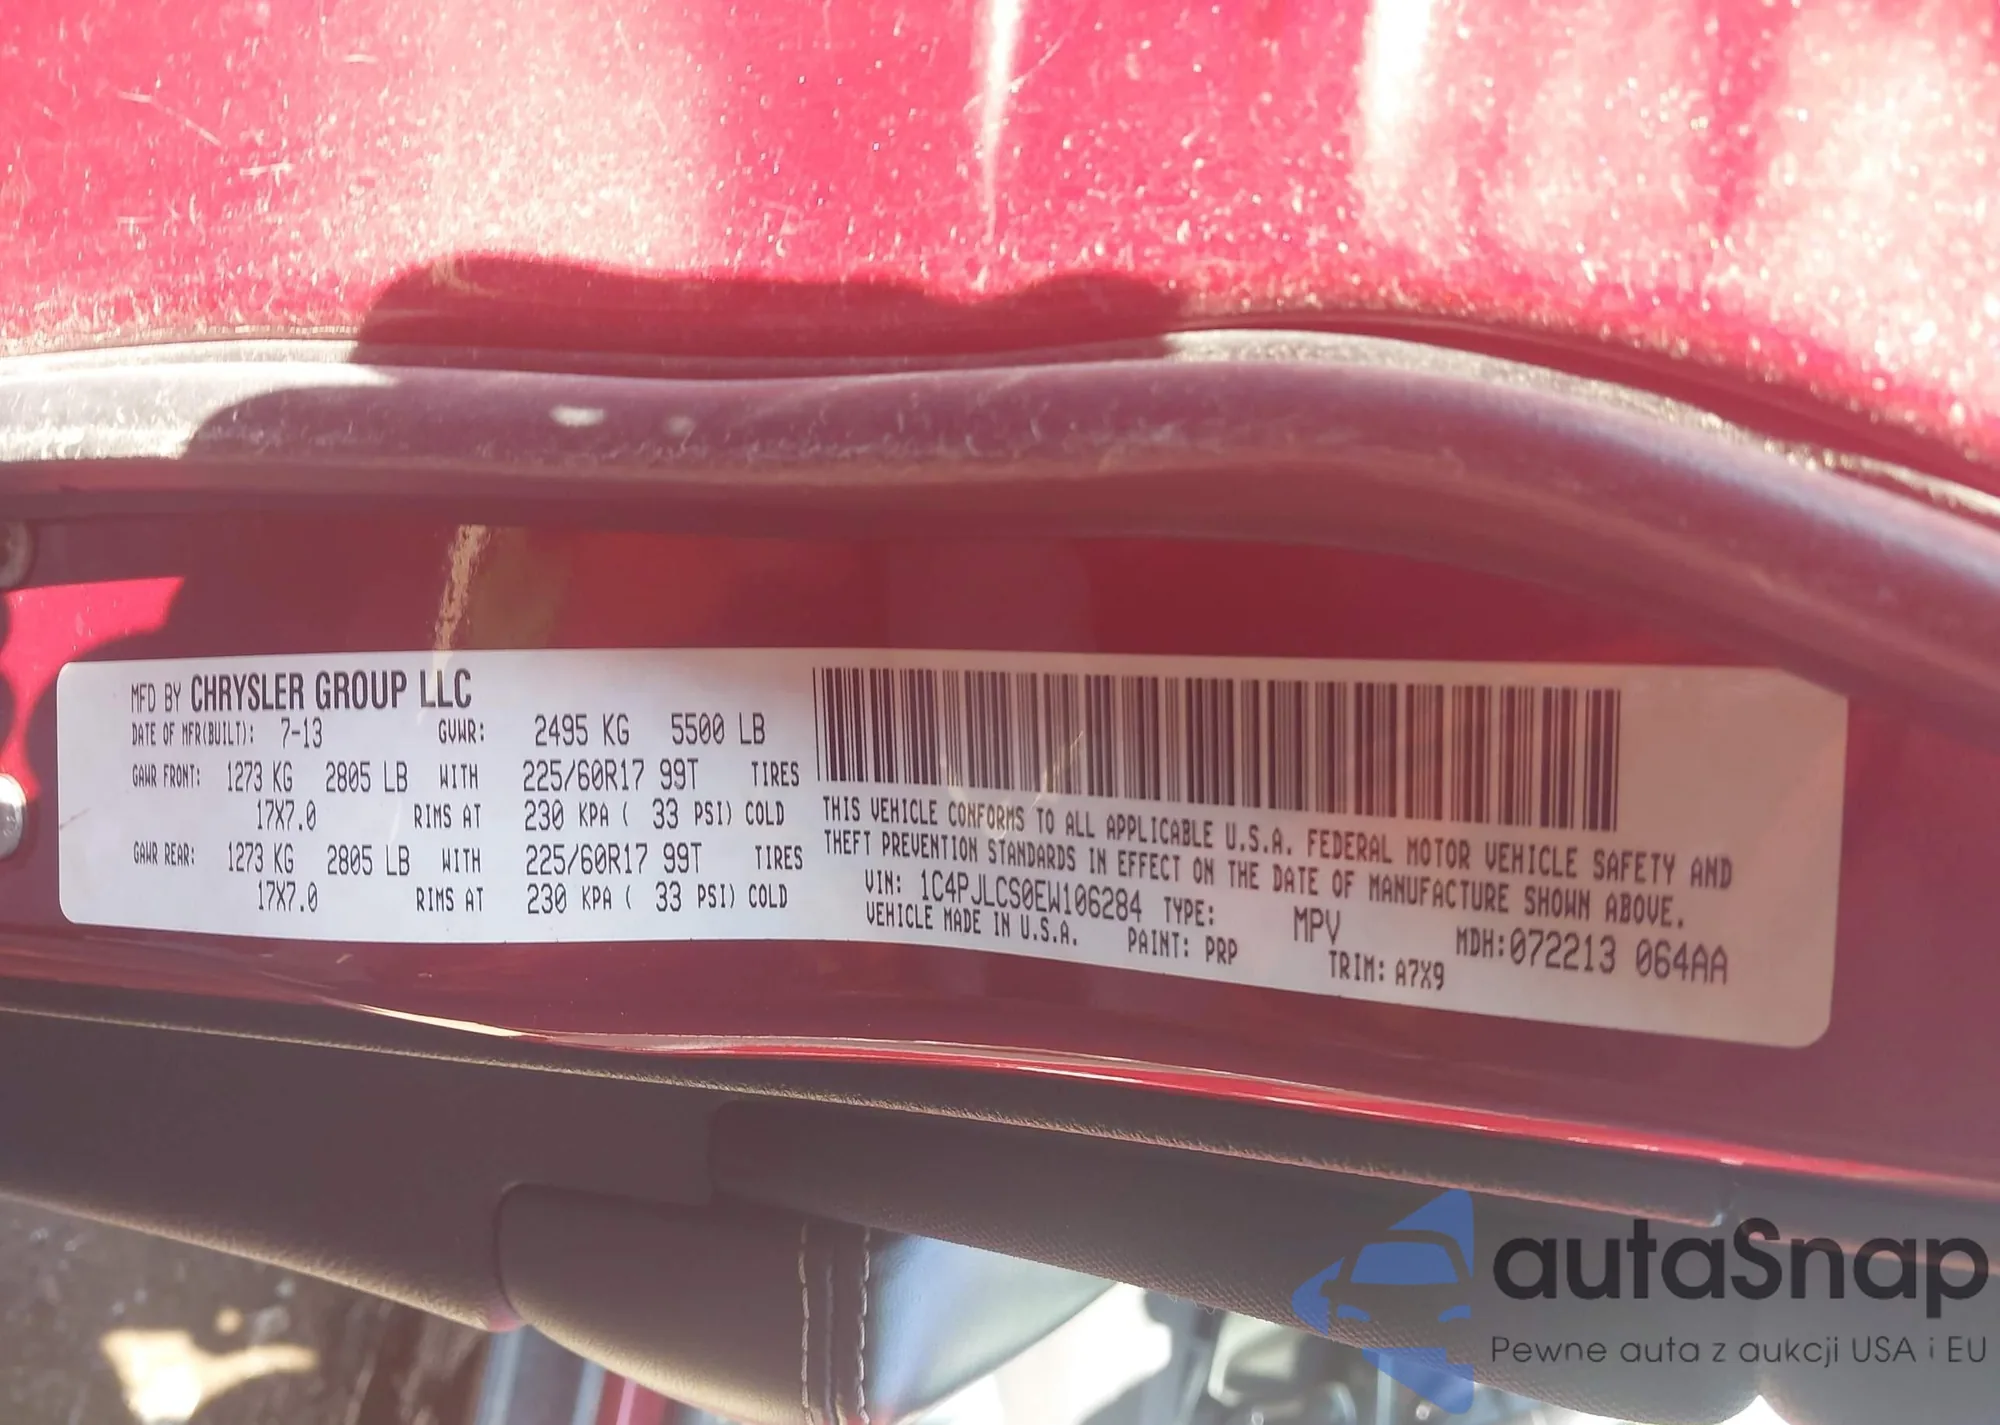 MFD BY CHRYSLER GROUP LLC
DATE OF MFR(BUILT): 7-13 GVWR: 2495 KG 5500 LB
GAWR FRONT: 1273 KG 2805 LB WITH 225/60R17 99T TIRES
17X7.0 RIMS AT 230 KPA ( 33 PSI) COLD
GAWR REAR: 1273 KG 2805 LB WITH 225/60R17 99T TIRES
17X7.0 RIMS AT 230 KPA ( 33 PSI) COLD
THIS VEHICLE CONFORMS TO ALL APPLICABLE U.S.A. FEDERAL MOTOR VEHICLE SAFETY AND
THEFT PREVENTION STANDARDS IN EFFECT ON THE DATE OF MANUFACTURE SHOWN ABOVE.
VIN: 1C4PJLCS0EW106284 TYPE: MPV MDH:072213 064AA
VEHICLE MADE IN U.S.A. PAINT: PRP TRIM: A7X9
autaSnap
Pewne auta z aukcji USA i EU